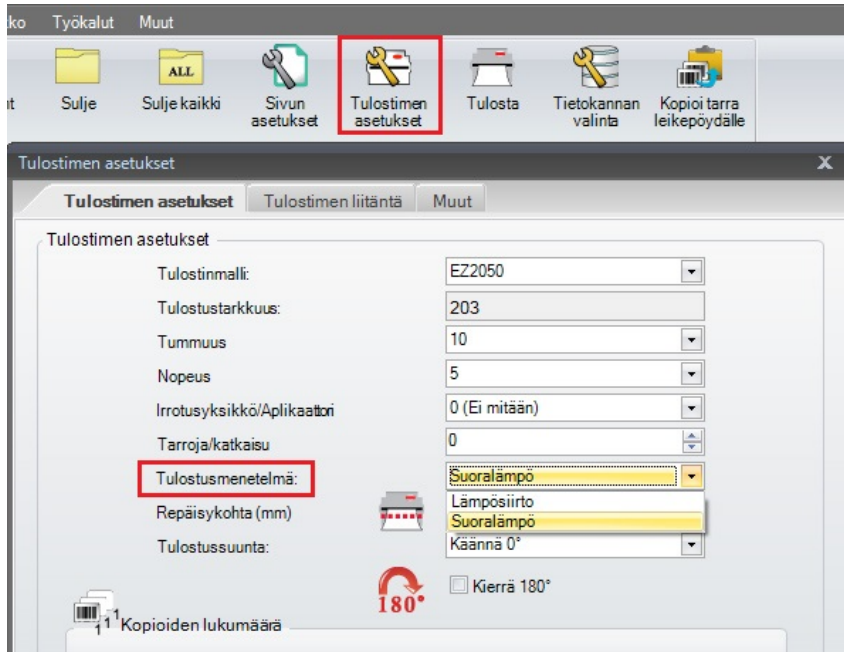 Työkalut Muut
ALL
Sulje
Sulje kaikki
Sivun
asetukset
Tulostimen
asetukset
Tulosta
Tietokannan
valinta
Kopioi tarra
leikepöydälle
Tulostimen asetukset
X
Tulostimen asetukset Tulostimen liitäntä Muut
Tulostimen asetukset
Tulostinmalli: EZ2050
Tulostustarkkuus: 203
Tummuus 10
Nopeus 5
Irrotusyksikkö/Aplikaattori 0 (Ei mitään)
Tarroja/katkaisu 0
Tulostusmenetelmä: Suoralämpö
Lämpösiirto
Repäisykohta (mm)
Suoralämpö
Tulostussuunta: Käännä 0°
180° Kierrä 180°
1 1 1
Kopioiden lukumäärä